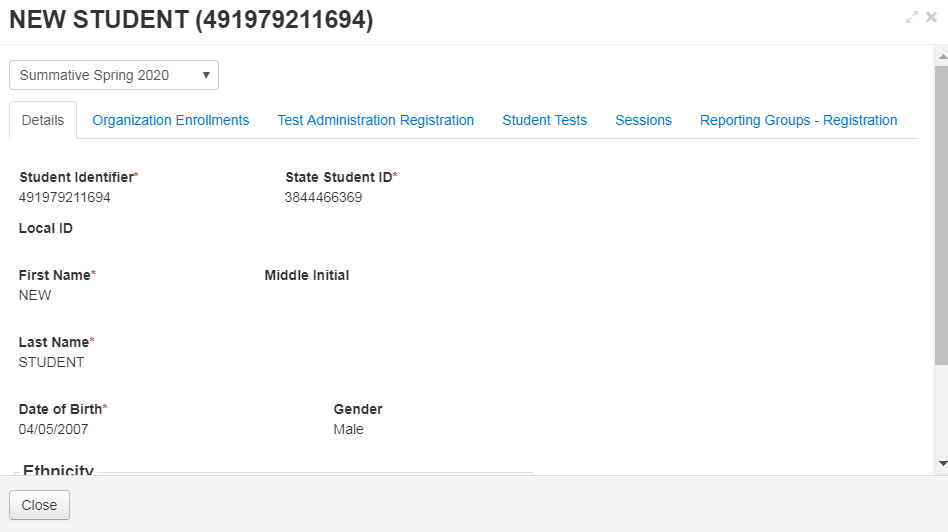 NEW STUDENT (491979211694)
Summative Spring 2020
Details Organization Enrollments Test Administration Registration Student Tests Sessions Reporting Groups - Registration
Student Identifier* State Student ID*
491979211694 3844466369
Local ID
First Name* Middle Initial
NEW
Last Name*
STUDENT
Date of Birth* Gender
04/05/2007 Male
Ethnicity
Close